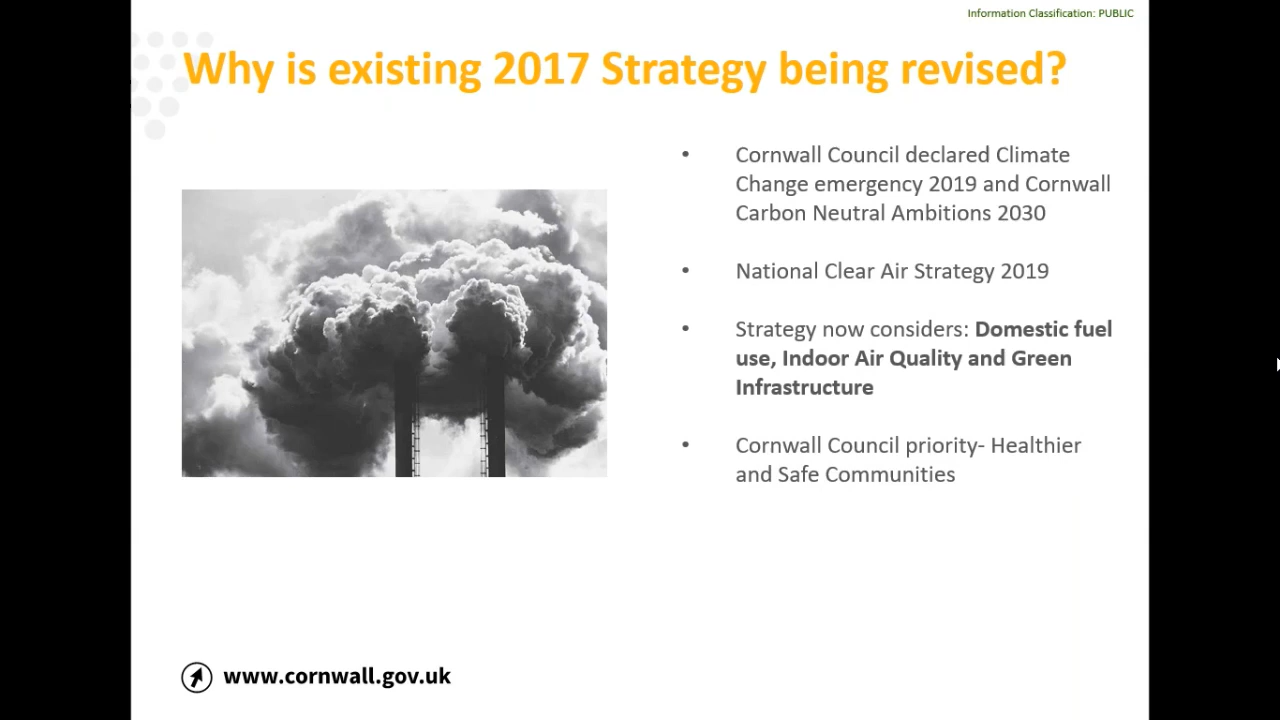 Information Classification: PUBLIC
Why is existing 2017 Strategy being revised?
• Cornwall Council declared Climate
Change emergency 2019 and Cornwall
Carbon Neutral Ambitions 2030
• National Clear Air Strategy 2019
• Strategy now considers: Domestic fuel
use, Indoor Air Quality and Green
Infrastructure
• Cornwall Council priority- Healthier
and Safe Communities
www.cornwall.gov.uk